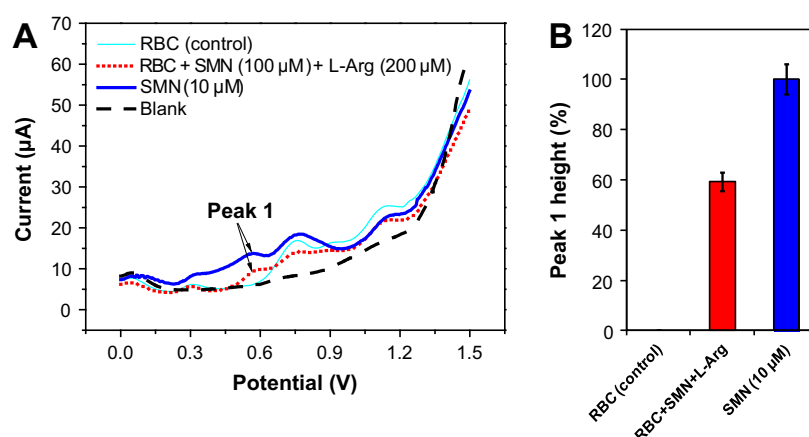 A
70
60
50
40
30
20
10
0
Current (µA)
RBC (control)
RBC + SMN (100 µM) + L-Arg (200 µM)
SMN (10 µM)
Blank
Peak 1
0.0 0.3 0.6 0.9 1.2 1.5
Potential (V)
B
120
100
80
60
40
20
0
Peak 1 height (%)
RBC (control)
RBC+SMN+L-Arg
SMN (10 µM)